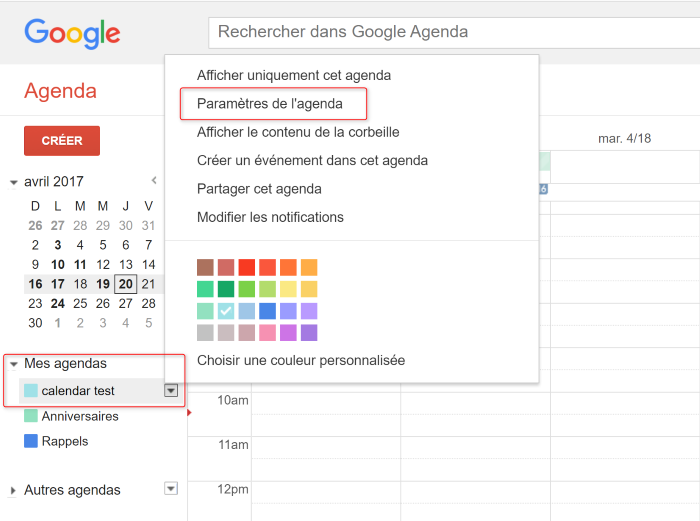 Google
Rechercher dans Google Agenda
Agenda
CRÉER
avril 2017
D L M M J V
26 27 28 29 30 31
2 3 4 5 6 7
9 10 11 12 13 14
16 17 18 19 20 21
23 24 25 26 27 28
30 1 2 3 4 5
Mes agendas
calendar test
Anniversaires
Rappels
Autres agendas
Afficher uniquement cet agenda
Paramètres de l'agenda
Afficher le contenu de la corbeille
Créer un événement dans cet agenda
Partager cet agenda
Modifier les notifications
Choisir une couleur personnalisée
mar. 4/18
6
10am
11am
12pm